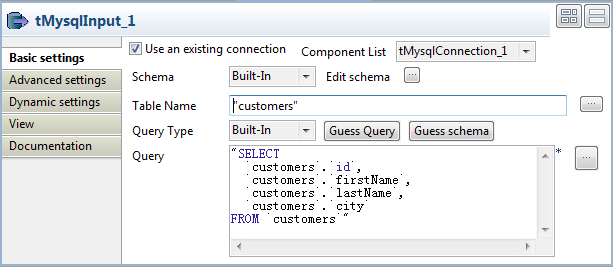 tMysqlInput_1
Basic settings
Advanced settings
Dynamic settings
View
Documentation
Use an existing connection Component List tMysqlConnection_1
Schema Built-In Edit schema ...
Table Name "customers" ...
Query Type Built-In Guess Query Guess schema
Query "SELECT * ...
`customers`.`id`,
`customers`.`firstName`,
`customers`.`lastName`,
`customers`.`city`
FROM `customers`"